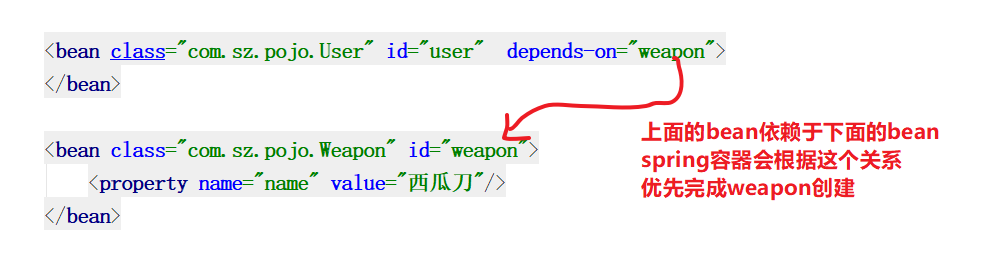 <bean class="com.sz.pojo.User" id="user"  depends-on="weapon">
</bean>
<bean class="com.sz.pojo.Weapon" id="weapon">
    <property name="name" value="西瓜刀"/>
</bean>
上面的bean依赖于下面的bean
spring容器会根据这个关系
优先完成weapon创建